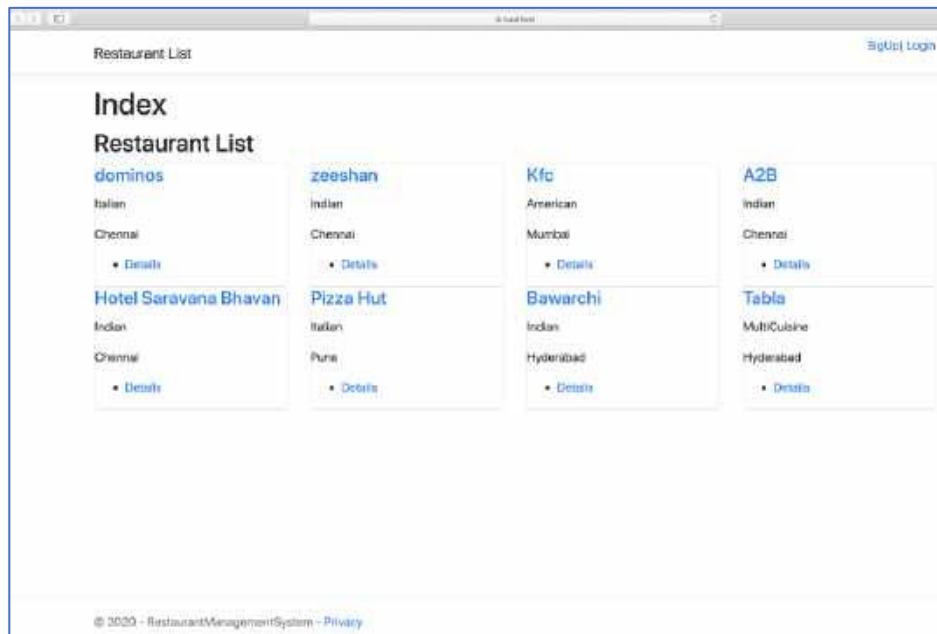 localhost
SigUp| Login
Restaurant List
Index
Restaurant List
dominos zeeshan Kfc A2B
Italian Indian American Indian
Chennai Chennai Mumbai Chennai
• Details • Details • Details • Details
Hotel Saravana Bhavan Pizza Hut Bawarchi Tabla
Indian Italian Indian MultiCuisine
Chennai Pune Hyderabad Hyderabad
• Details • Details • Details • Details
© 2020 - RestaurantManagementSystem - Privacy